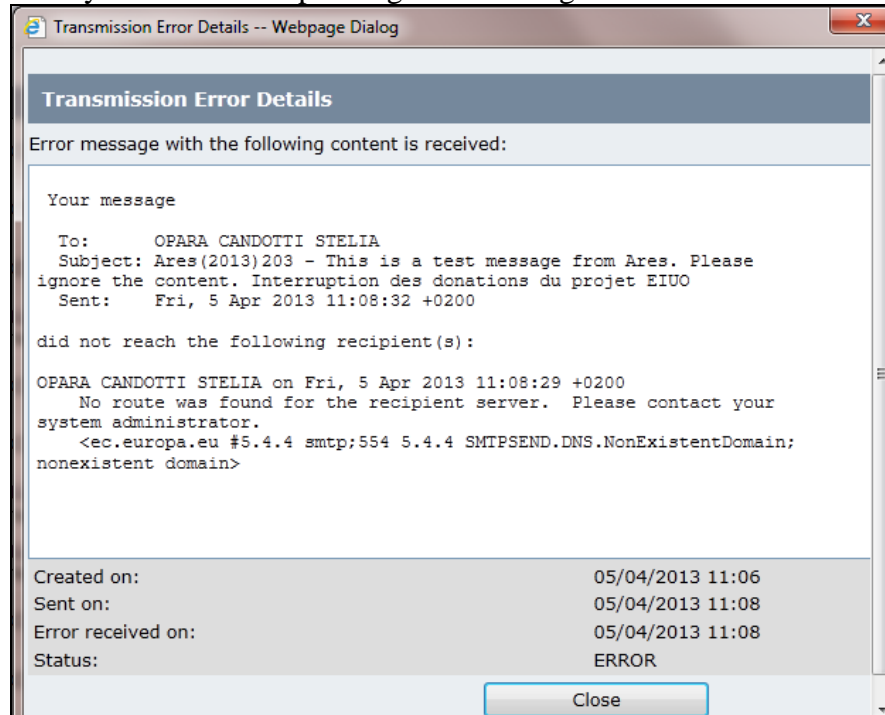 Transmission Error Details -- Webpage Dialog
Transmission Error Details
Error message with the following content is received:
Your message
To: OPARA CANDOTTI STELIA
Subject: Ares(2013)203 - This is a test message from Ares. Please
ignore the content. Interruption des donations du projet EIUO
Sent: Fri, 5 Apr 2013 11:08:32 +0200
did not reach the following recipient(s):
OPARA CANDOTTI STELIA on Fri, 5 Apr 2013 11:08:29 +0200
No route was found for the recipient server. Please contact your
system administrator.
<ec.europa.eu #5.4.4 smtp;554 5.4.4 SMTPSEND.DNS.NonExistentDomain;
nonexistent domain>
Created on: 05/04/2013 11:06
Sent on: 05/04/2013 11:08
Error received on: 05/04/2013 11:08
Status: ERROR
Close